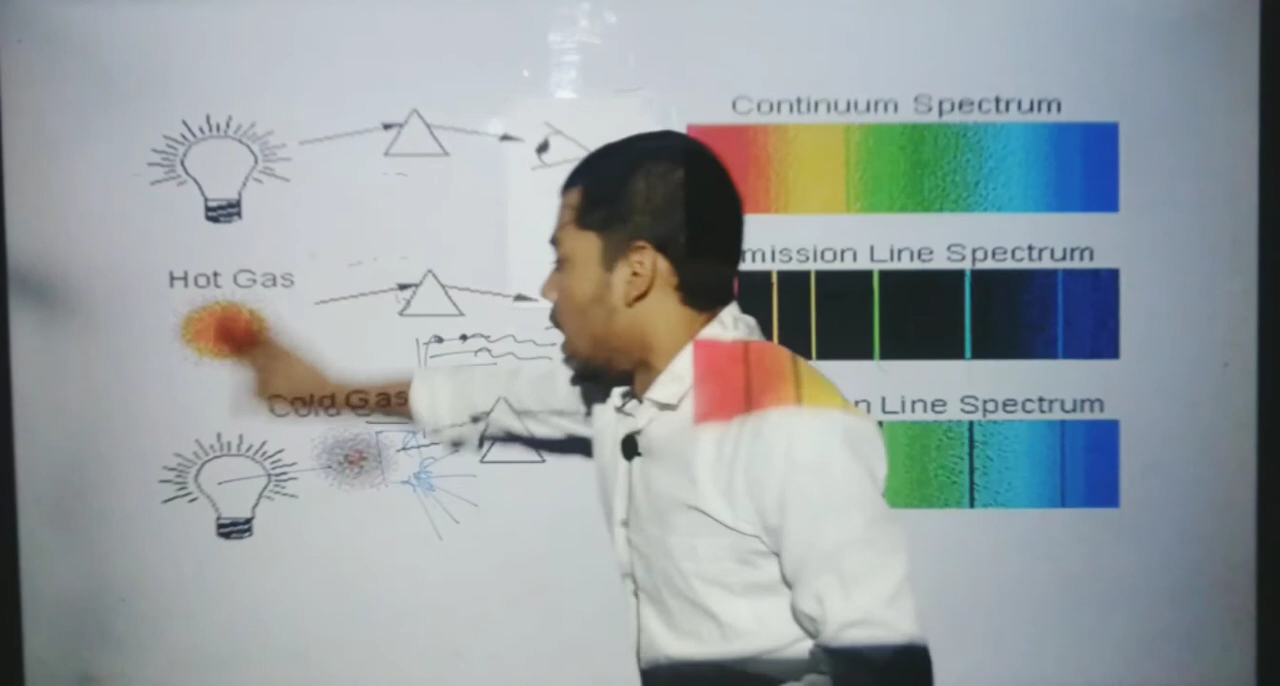 Continuum Spectrum
mission Line Spectrum
Hot Gas
Cold Gas
n Line Spectrum